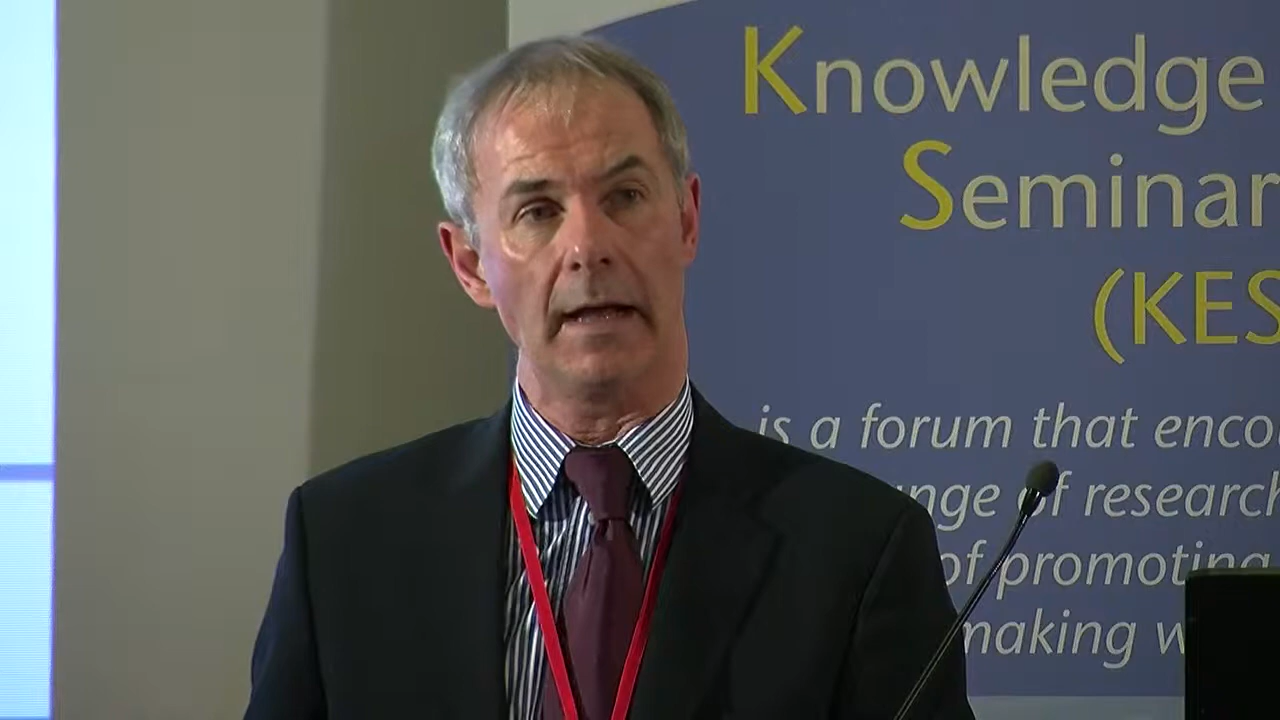 Knowledge
Seminar
(KES
is a forum that enco
nge of research
of promoting
making w